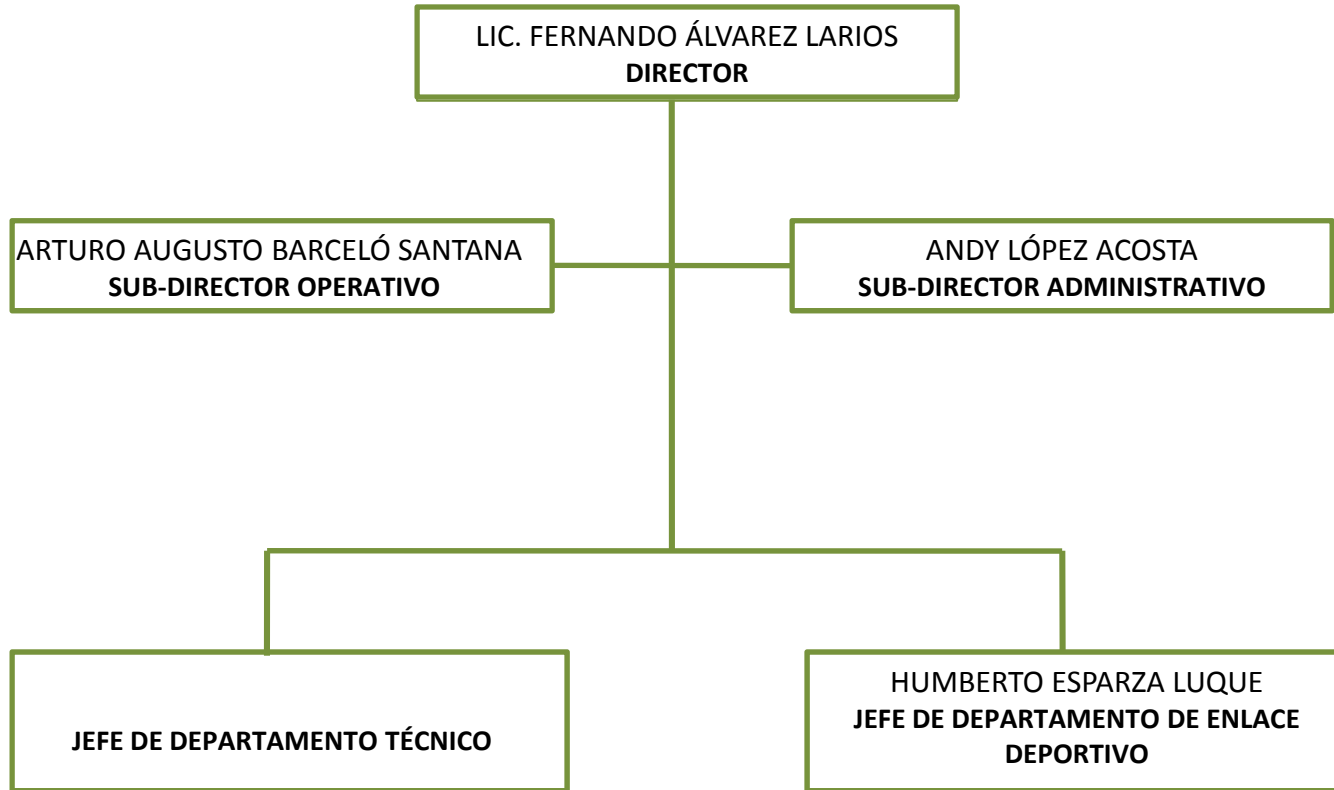 LIC. FERNANDO ÁLVAREZ LARIOS
DIRECTOR
ARTURO AUGUSTO BARCELÓ SANTANA
SUB-DIRECTOR OPERATIVO
ANDY LÓPEZ ACOSTA
SUB-DIRECTOR ADMINISTRATIVO
JEFE DE DEPARTAMENTO TÉCNICO
HUMBERTO ESPARZA LUQUE
JEFE DE DEPARTAMENTO DE ENLACE
DEPORTIVO